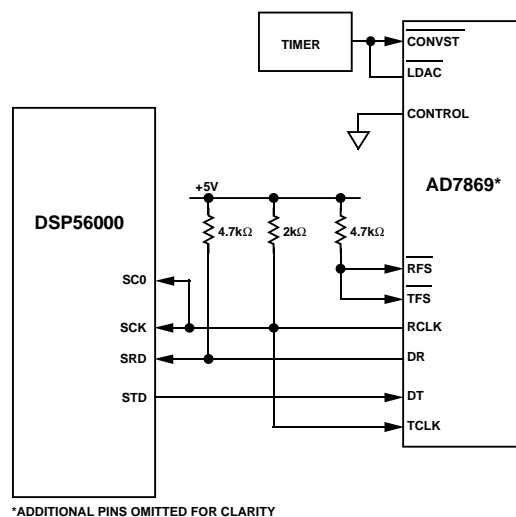 TIMER
CONVST
LDAC
CONTROL
AD7869*
DSP56000
+5V
4.7kΩ
2kΩ
4.7kΩ
SC0
RFS
TFS
SCK
RCLK
SRD
DR
STD
DT
TCLK
*ADDITIONAL PINS OMITTED FOR CLARITY